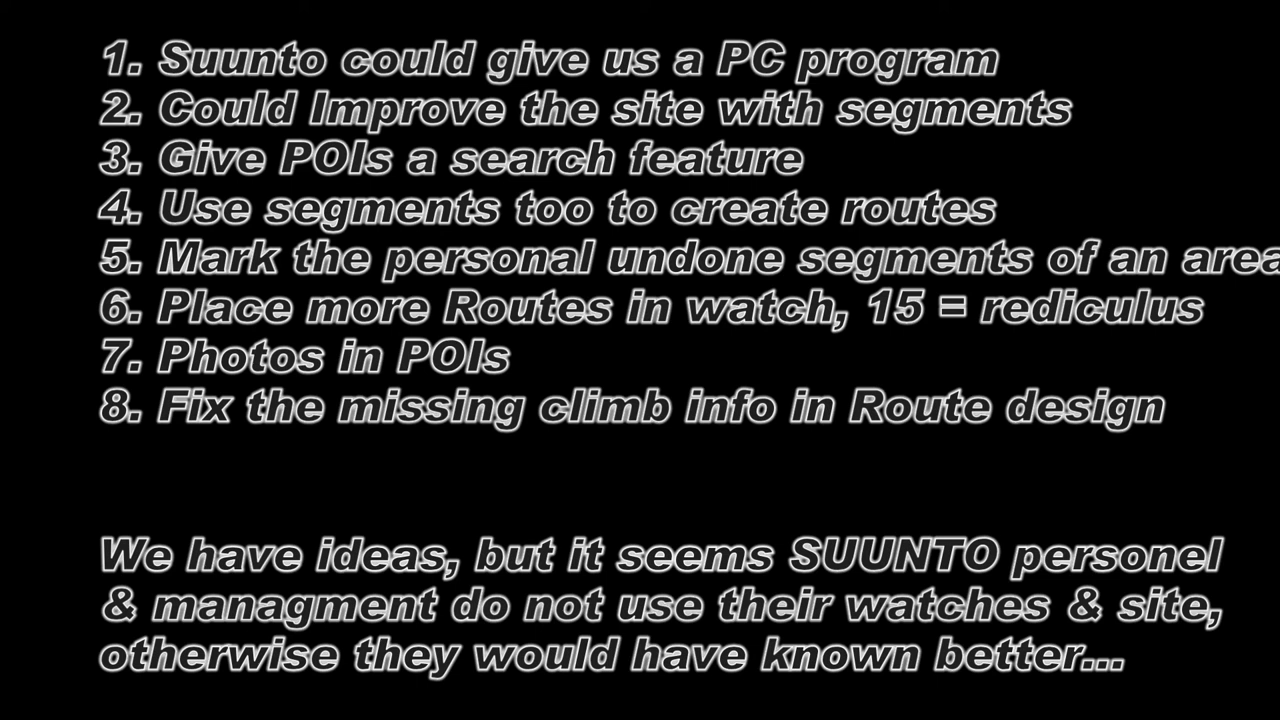 1. Suunto could give us a PC program
2. Could Improve the site with segments
3. Give POIs a search feature
4. Use segments too to create routes
5. Mark the personal undone segments of an area
6. Place more Routes in watch, 15 = rediculus
7. Photos in POIs
8. Fix the missing climb info in Route design
We have ideas, but it seems SUUNTO personel
& managment do not use their watches & site,
otherwise they would have known better...